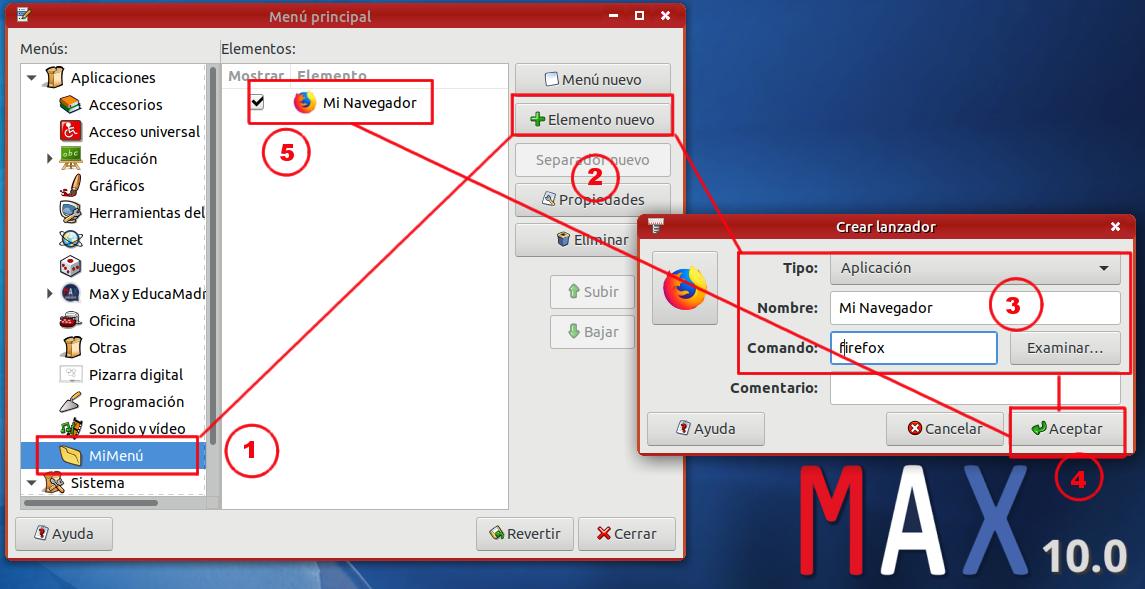 Menú principal
Menús:
Elementos:
Aplicaciones
Accesorios
Acceso universal
Educación
Gráficos
Herramientas del
Internet
Juegos
MaX y EducaMadr
Oficina
Otras
Pizarra digital
Programación
Sonido y vídeo
MiMenú
Sistema
Mostrar Elemento
Mi Navegador
5
1
Menú nuevo
Elemento nuevo
Separador nuevo
2
Propiedades
Eliminar
Subir
Bajar
Ayuda
Revertir
Cerrar
Crear lanzador
Tipo: Aplicación
Nombre: Mi Navegador
3
Comando: firefox Examinar...
Comentario:
Ayuda
Cancelar
Aceptar
4
MAX
10.0